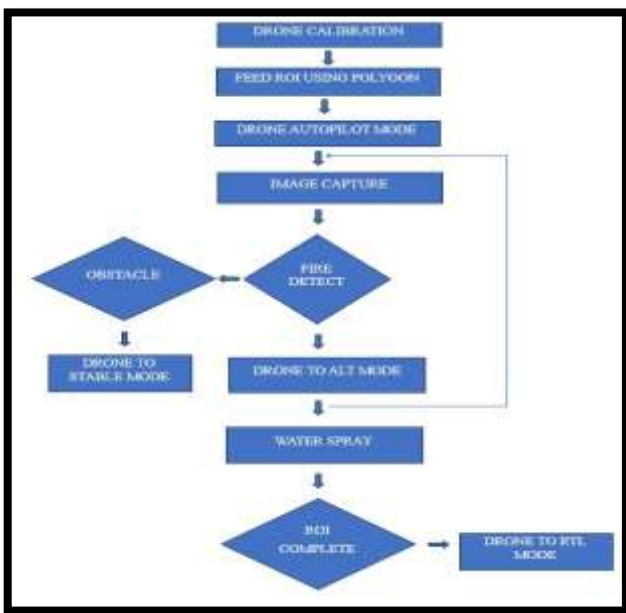 DRONE CALIBRATION
FEED ROI USING POLYGON
DRONE AUTOPILOT MODE
IMAGE CAPTURE
OBSTACLE
FIRE
DETECT
DRONE TO
STABLE MODE
DRONE TO ALT MODE
WATER SPRAY
ROI
COMPLETE
DRONE TO RTL
MODE